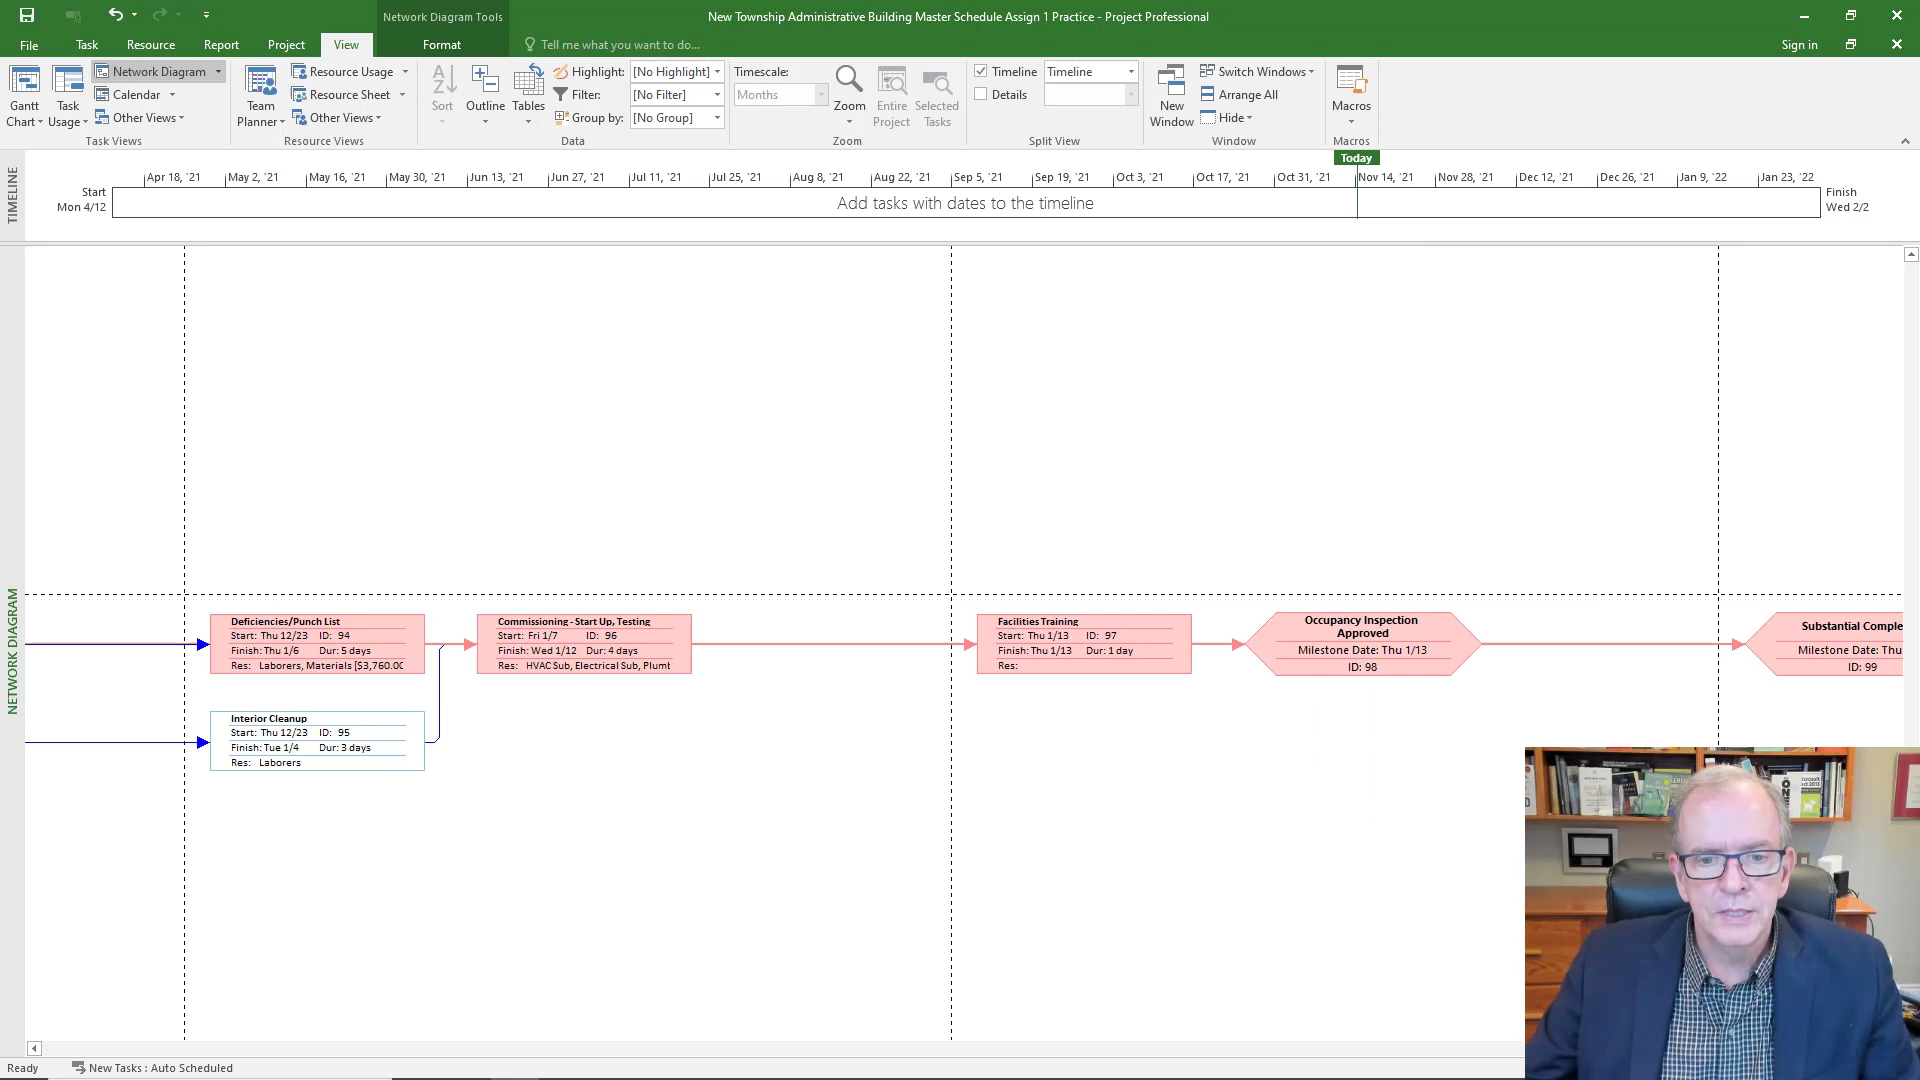 Network Diagram Tools
New Township Administrative Building Master Schedule Assign 1 Practice - Project Professional
File
Task
Resource
Report
Project
View
Format
Tell me what you want to do...
Sign in
Gantt
Chart
Task
Usage
Network Diagram
Calendar
Other Views
Task Views
Team
Planner
Resource Usage
Resource Sheet
Other Views
Resource Views
Sort
Outline
Tables
Highlight:
[No Highlight]
Filter:
[No Filter]
Group by:
[No Group]
Data
Timescale:
Months
Zoom
Entire
Project
Selected
Tasks
Zoom
Timeline
Timeline
Details
Split View
New
Window
Switch Windows
Arrange All
Hide
Window
Macros
Macros
TIMELINE
Today
Apr 18, '21
May 2, '21
May 16, '21
May 30, '21
Jun 13, '21
Jun 27, '21
Jul 11, '21
Jul 25, '21
Aug 8, '21
Aug 22, '21
Sep 5, '21
Sep 19, '21
Oct 3, '21
Oct 17, '21
Oct 31, '21
Nov 14, '21
Nov 28, '21
Dec 12, '21
Dec 26, '21
Jan 9, '22
Jan 23, '22
Start
Mon 4/12
Add tasks with dates to the timeline
Finish
Wed 2/2
NETWORK DIAGRAM
Deficiencies/Punch List
Start: Thu 12/23 ID: 94
Finish: Thu 1/6 Dur: 5 days
Res: Laborers, Materials [$3,760.00
Commissioning - Start Up, Testing
Start: Fri 1/7 ID: 96
Finish: Wed 1/12 Dur: 4 days
Res: HVAC Sub, Electrical Sub, Plumb
Facilities Training
Start: Thu 1/13 ID: 97
Finish: Thu 1/13 Dur: 1 day
Res:
Occupancy Inspection
Approved
Milestone Date: Thu 1/13
ID: 98
Substantial Comple
Milestone Date: Thu
ID: 99
Interior Cleanup
Start: Thu 12/23 ID: 95
Finish: Tue 1/4 Dur: 3 days
Res: Laborers
Ready
New Tasks : Auto Scheduled